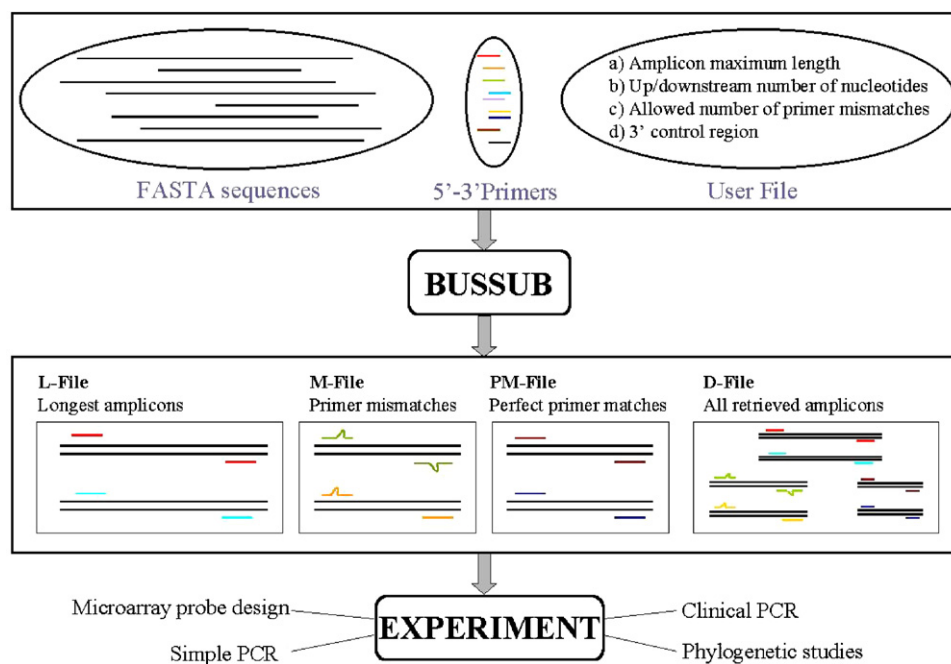 a) Amplicon maximum length
b) Up/downstream number of nucleotides
c) Allowed number of primer mismatches
d) 3’ control region
FASTA sequences
5’-3’Primers
User File
BUSSUB
L-File
Longest amplicons
M-File
Primer mismatches
PM-File
Perfect primer matches
D-File
All retrieved amplicons
Microarray probe design
Simple PCR
EXPERIMENT
Clinical PCR
Phylogenetic studies